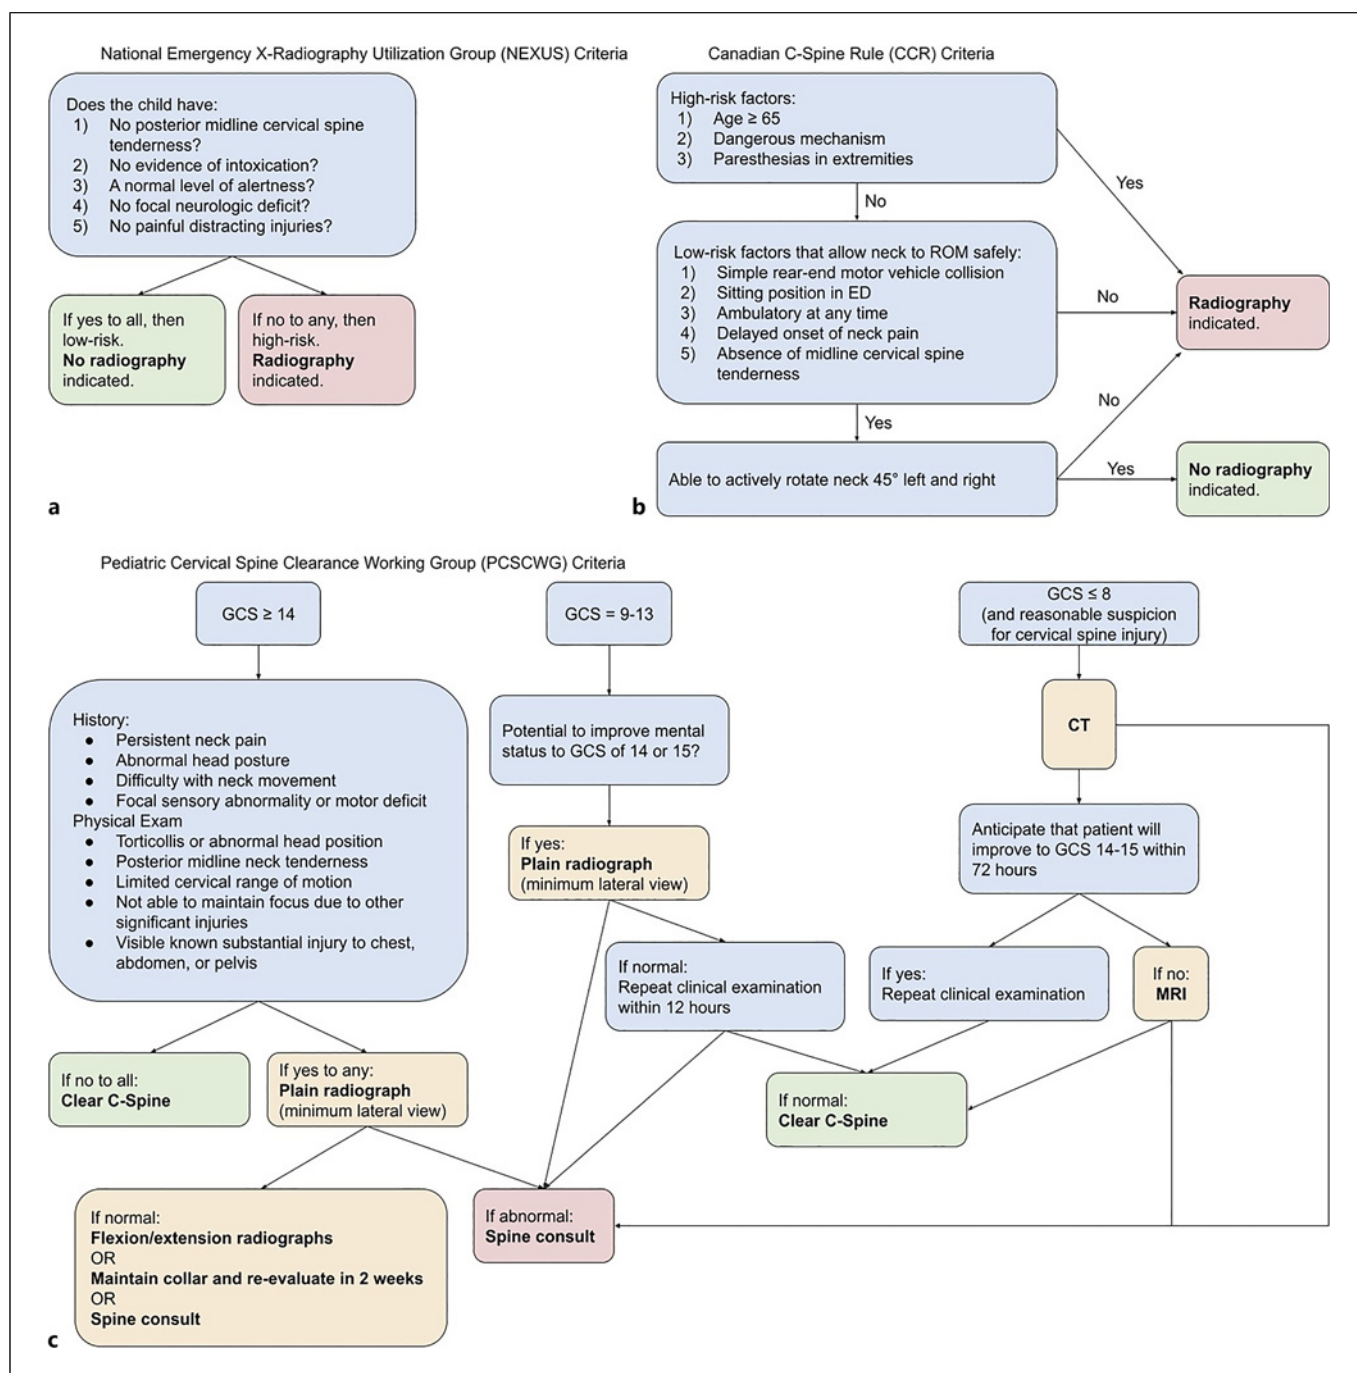 National Emergency X-Radiography Utilization Group (NEXUS) Criteria
Does the child have:
1) No posterior midline cervical spine
tenderness?
2) No evidence of intoxication?
3) A normal level of alertness?
4) No focal neurologic deficit?
5) No painful distracting injuries?
If yes to all, then
low-risk.
No radiography
indicated.
If no to any, then
high-risk.
Radiography
indicated.
a
Canadian C-Spine Rule (CCR) Criteria
High-risk factors:
1) Age ≥ 65
2) Dangerous mechanism
3) Paresthesias in extremities
Yes
No
Low-risk factors that allow neck to ROM safely:
1) Simple rear-end motor vehicle collision
2) Sitting position in ED
3) Ambulatory at any time
4) Delayed onset of neck pain
5) Absence of midline cervical spine
tenderness
No
Radiography
indicated.
Yes
No
Able to actively rotate neck 45° left and right
Yes
No radiography
indicated.
b
Pediatric Cervical Spine Clearance Working Group (PCSCWG) Criteria
GCS ≥ 14
History:
● Persistent neck pain
● Abnormal head posture
● Difficulty with neck movement
● Focal sensory abnormality or motor deficit
Physical Exam
● Torticollis or abnormal head position
● Posterior midline neck tenderness
● Limited cervical range of motion
● Not able to maintain focus due to other
significant injuries
● Visible known substantial injury to chest,
abdomen, or pelvis
If no to all:
Clear C-Spine
If yes to any:
Plain radiograph
(minimum lateral view)
If normal:
Flexion/extension radiographs
OR
Maintain collar and re-evaluate in 2 weeks
OR
Spine consult
GCS = 9-13
Potential to improve mental
status to GCS of 14 or 15?
If yes:
Plain radiograph
(minimum lateral view)
If normal:
Repeat clinical examination
within 12 hours
If abnormal:
Spine consult
GCS ≤ 8
(and reasonable suspicion
for cervical spine injury)
CT
Anticipate that patient will
improve to GCS 14-15 within
72 hours
If yes:
Repeat clinical examination
If no:
MRI
If normal:
Clear C-Spine
c